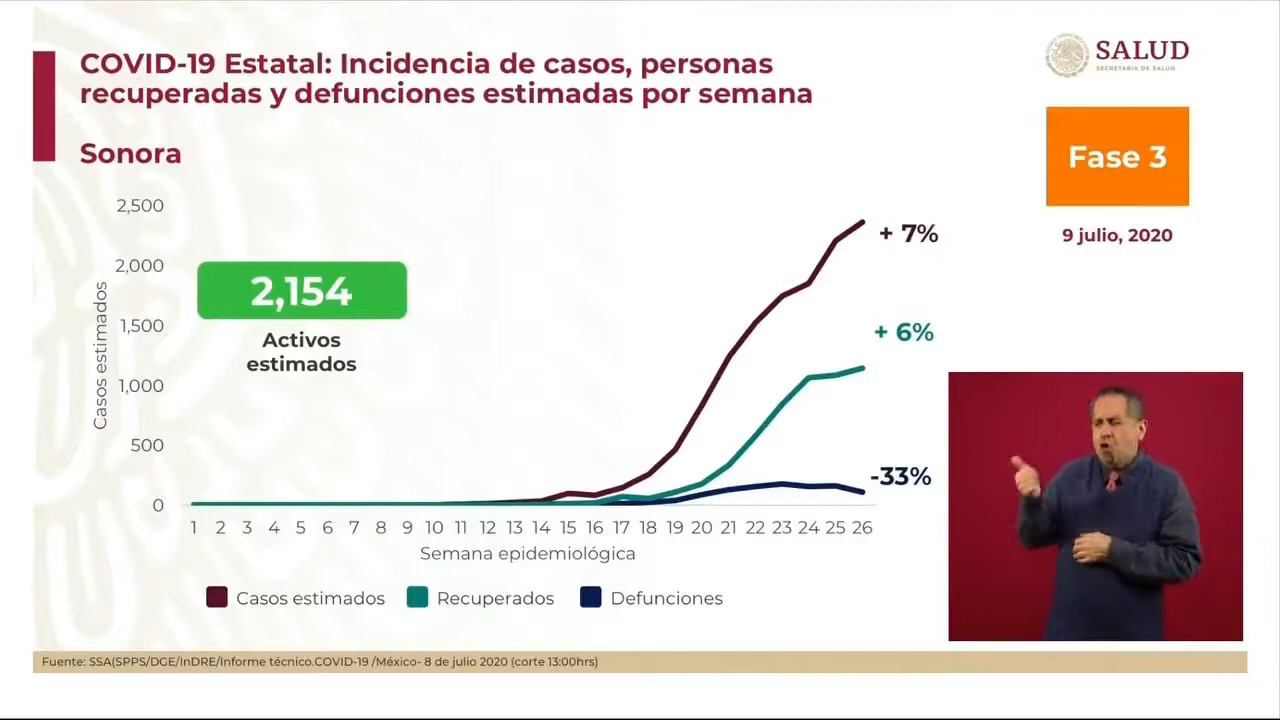 COVID-19 Estatal: Incidencia de casos, personas
recuperadas y defunciones estimadas por semana
Sonora
SALUD
SECRETARÍA DE SALUD
Fase 3
9 julio, 2020
Casos estimados
2,500
2,000
1,500
1,000
500
0
2,154
Activos
estimados
+ 7%
+ 6%
-33%
1 2 3 4 5 6 7 8 9 10 11 12 13 14 15 16 17 18 19 20 21 22 23 24 25 26
Semana epidemiológica
Casos estimados Recuperados Defunciones
Fuente: SSA(SPPS/DGE/InDRE/Informe técnico.COVID-19 /México- 8 de julio 2020 (corte 13:00hrs)